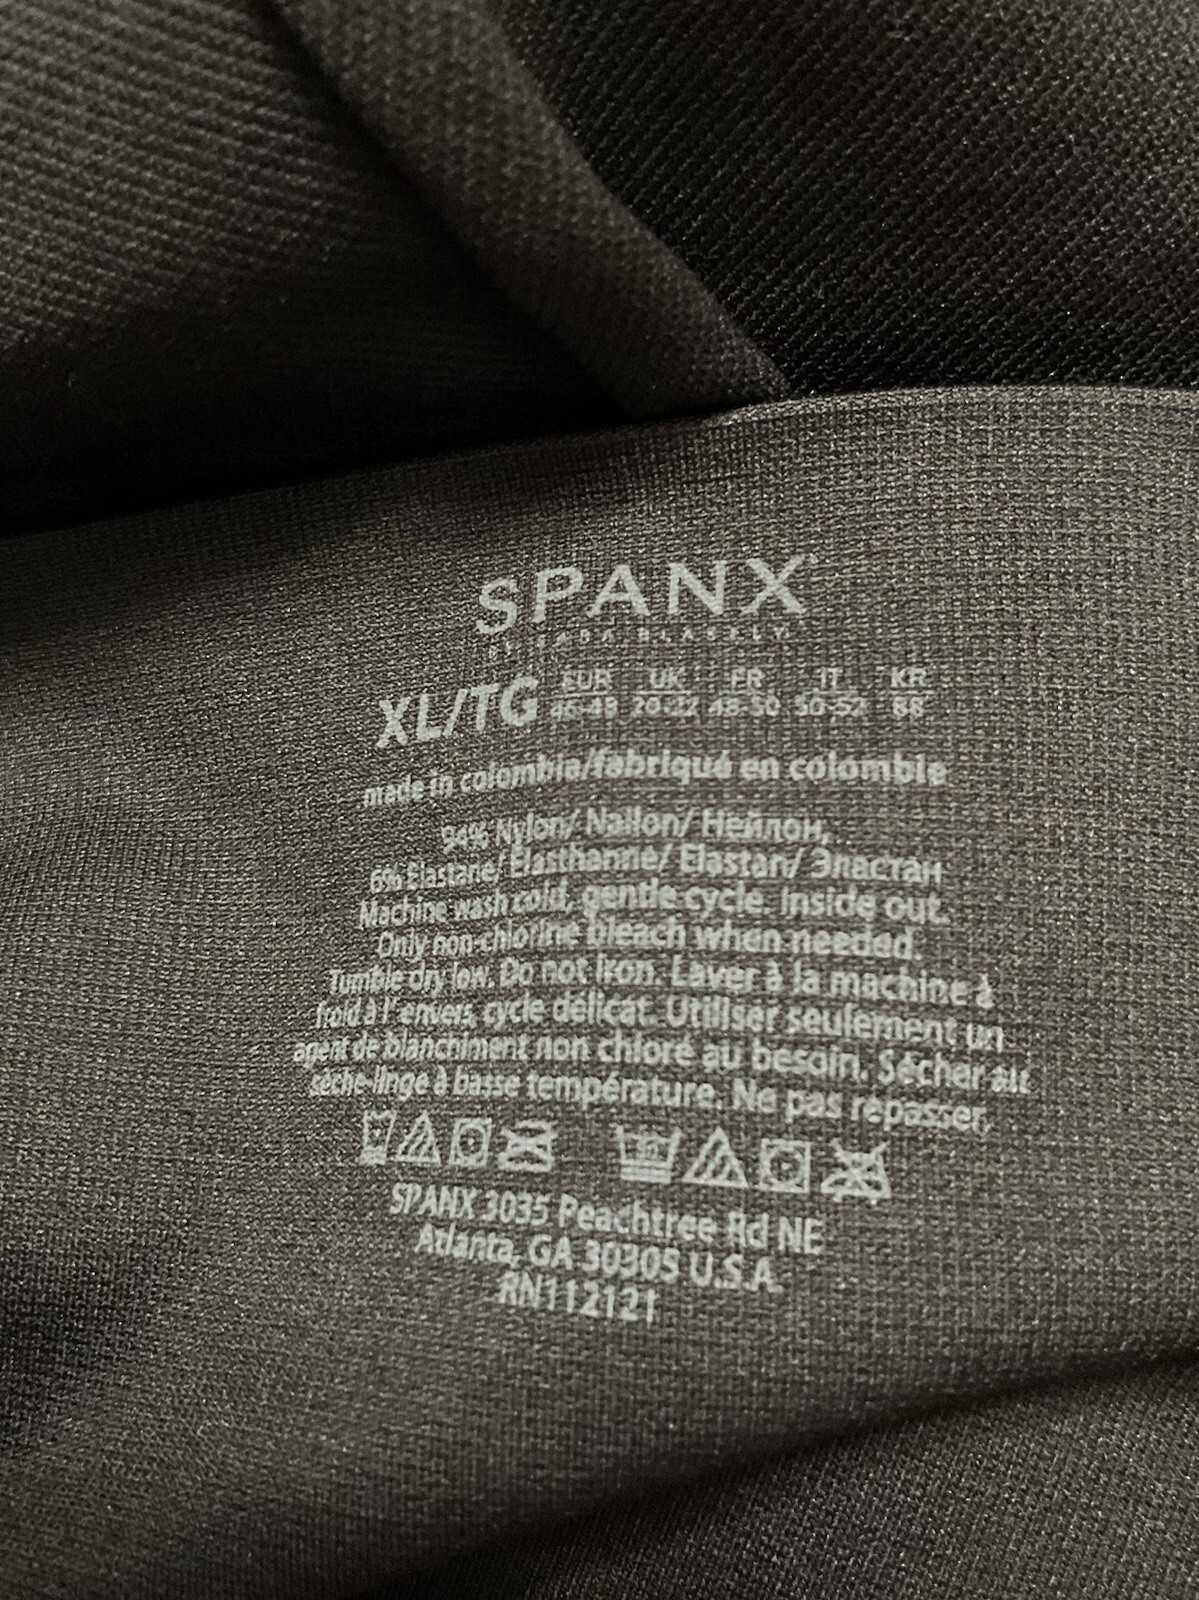 SPANX
BY SARA BLAKELY.
XL/TG EUR UK FR IT KR
46-48 20-22 48-50 50-52 88
made in colombia/fabriqué en colombie
94% Nylon/ Nailon/ Нейлон,
6% Elastane/ Elasthanne/ Elastan/ Эластан
Machine wash cold, gentle cycle. Inside out.
Only non-chlorine bleach when needed.
Tumble dry low. Do not iron. Laver à la machine à
froid à l'envers, cycle délicat. Utiliser seulement un
agent de blanchiment non chloré au besoin. Sécher au
sèche-linge à basse température. Ne pas repasser.
SPANX 3035 Peachtree Rd NE
Atlanta, GA 30305 U.S.A.
RN112121